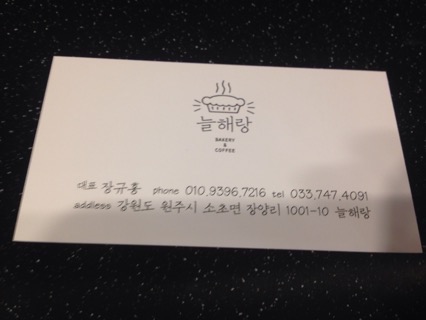 늘해랑
BAKERY
&
COFFEE
대표 장규홍 phone 010.9396.7216 tel 033.747.4091
addless 강원도 원주시 소초면 장양리 1001-10 늘해랑